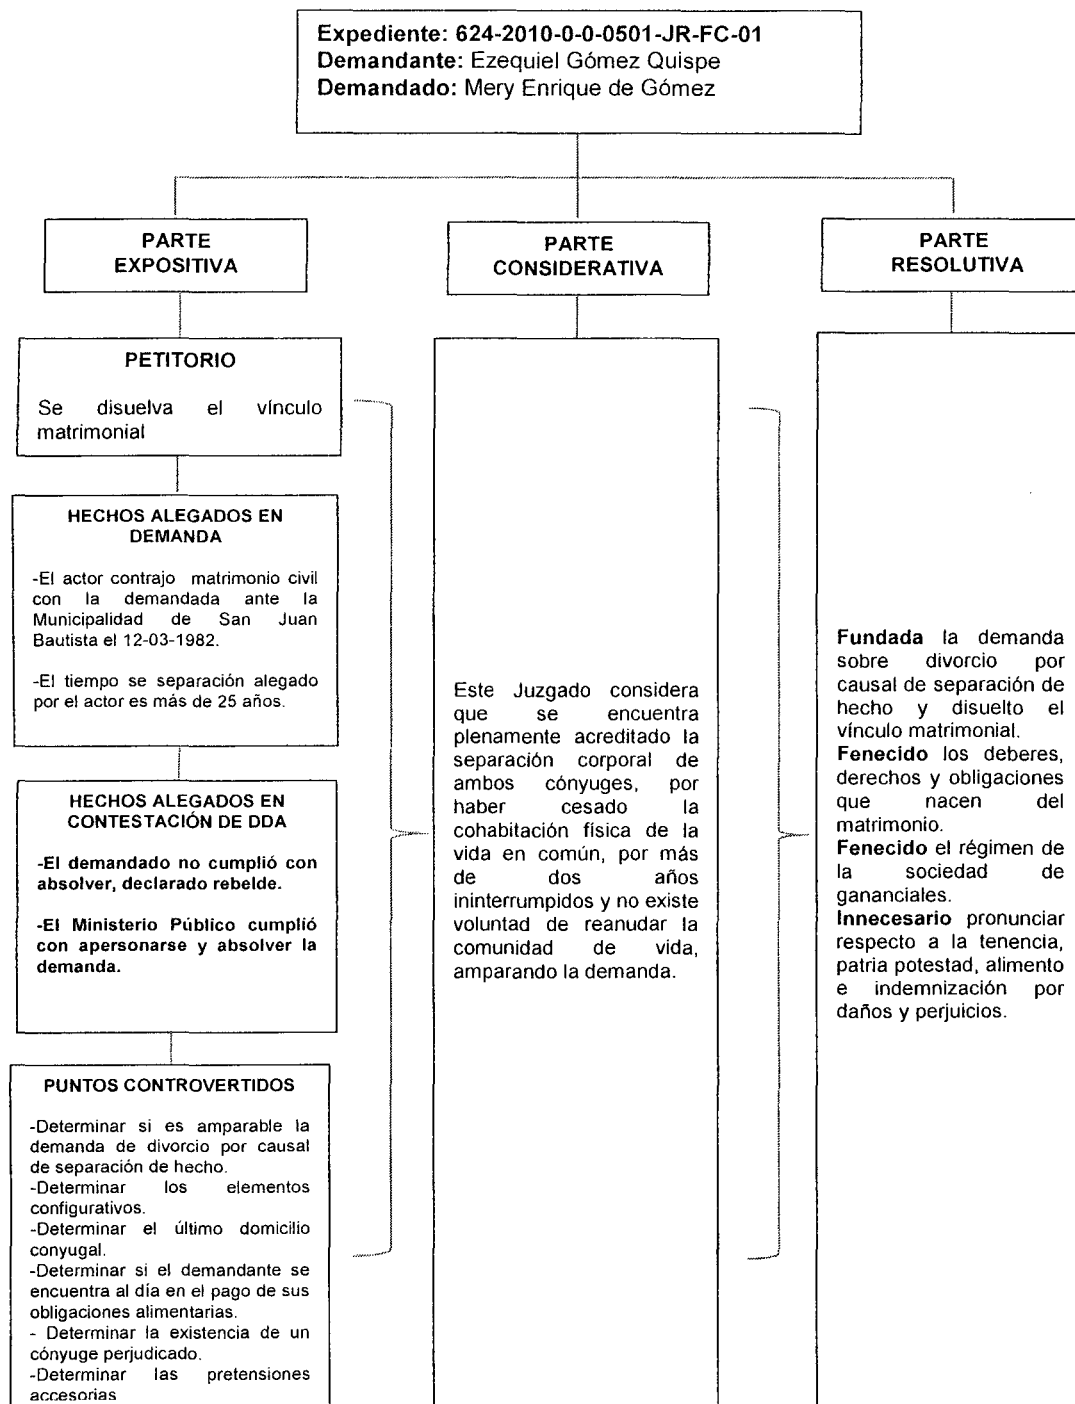 Expediente: 624-2010-0-0-0501-JR-FC-01
Demandante: Ezequiel Gómez Quispe
Demandado: Mery Enrique de Gómez
PARTE
EXPOSITIVA
PARTE
CONSIDERATIVA
PARTE
RESOLUTIVA
PETITORIO
Se disuelva el vínculo
matrimonial
HECHOS ALEGADOS EN
DEMANDA
-El actor contrajo matrimonio civil
con la demandada ante la
Municipalidad de San Juan
Bautista el 12-03-1982.
-El tiempo se separación alegado
por el actor es más de 25 años.
HECHOS ALEGADOS EN
CONTESTACIÓN DE DDA
-El demandado no cumplió con
absolver, declarado rebelde.
-El Ministerio Público cumplió
con apersonarse y absolver la
demanda.
PUNTOS CONTROVERTIDOS
-Determinar si es amparable la
demanda de divorcio por causal
de separación de hecho.
-Determinar los elementos
configurativos.
-Determinar el último domicilio
conyugal.
-Determinar si el demandante se
encuentra al día en el pago de sus
obligaciones alimentarias.
- Determinar la existencia de un
cónyuge perjudicado.
-Determinar las pretensiones
accesorias
Este Juzgado considera
que se encuentra
plenamente acreditado la
separación corporal de
ambos cónyuges, por
haber cesado la
cohabitación física de la
vida en común, por más
de dos años
ininterrumpidos y no existe
voluntad de reanudar la
comunidad de vida,
amparando la demanda.
Fundada la demanda
sobre divorcio por
causal de separación de
hecho y disuelto el
vínculo matrimonial.
Fenecido los deberes,
derechos y obligaciones
que nacen del
matrimonio.
Fenecido el régimen de
la sociedad de
gananciales.
Innecesario pronunciar
respecto a la tenencia,
patria potestad, alimento
e indemnización por
daños y perjuicios.